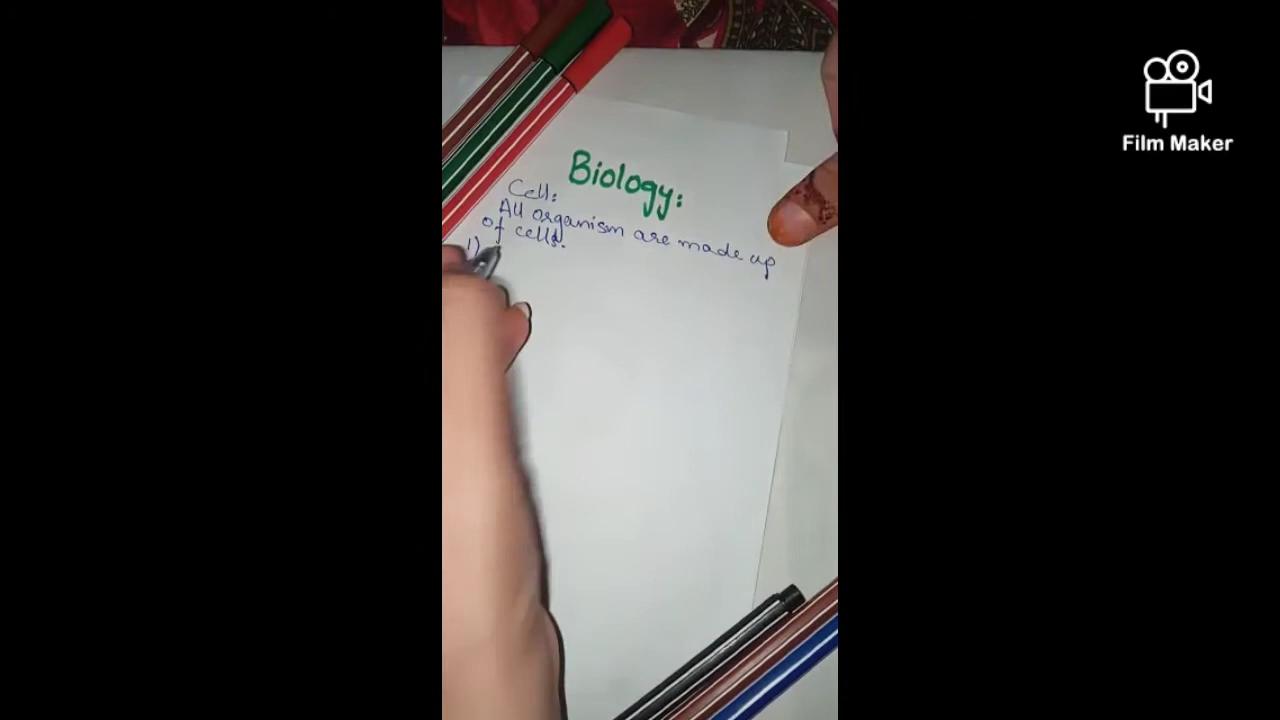 Biology:
Cell:
All organism are made up
of cells.
1)
Film Maker